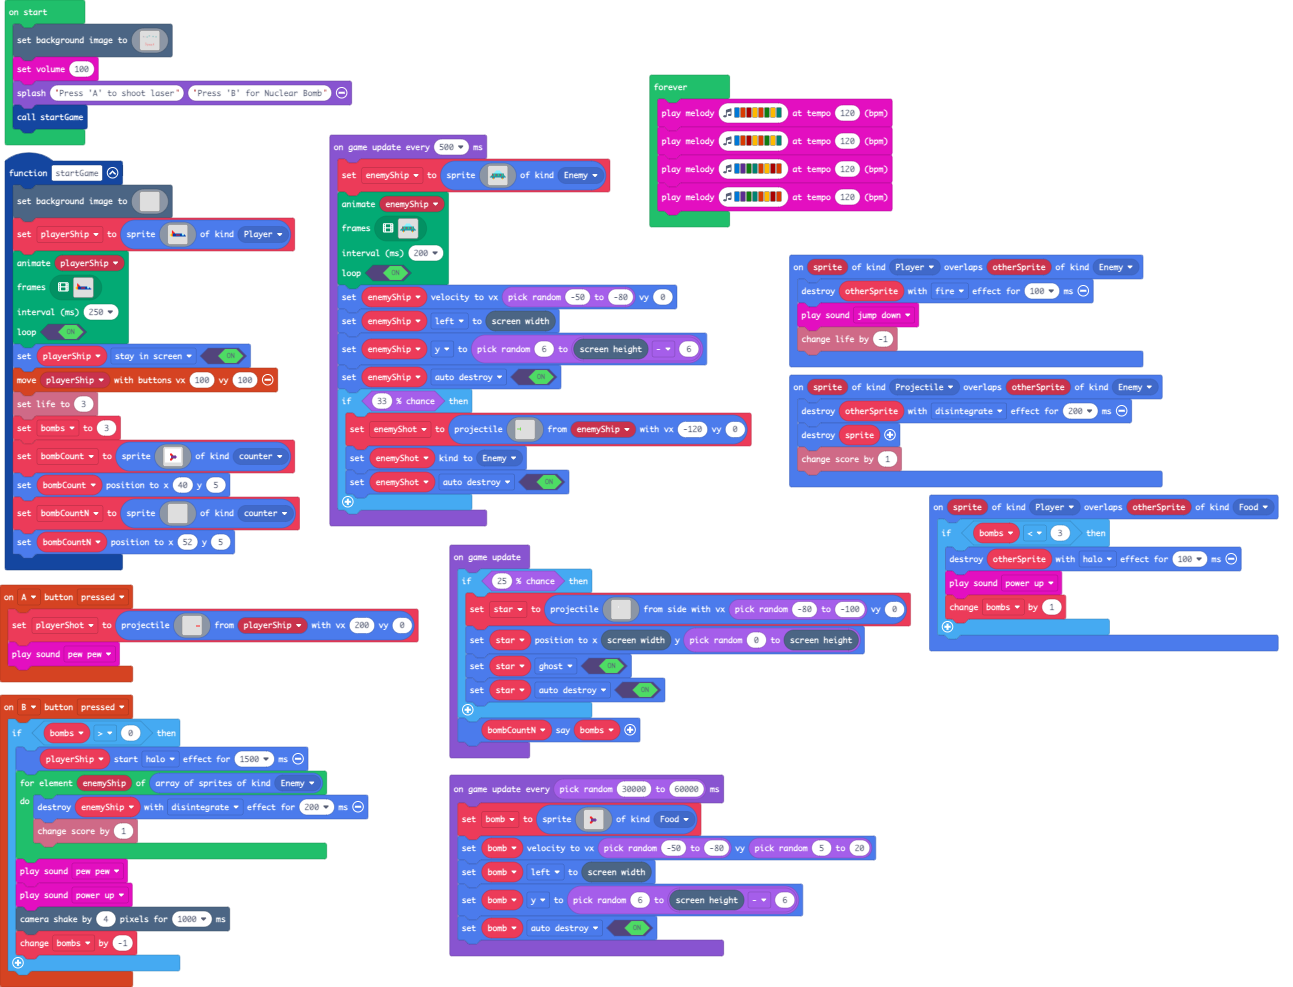 on start
set background image to
set volume 100
splash "Press 'A' to shoot laser" "Press 'B' for Nuclear Bomb"
call startGame
function startGame
set background image to
set playerShip to sprite of kind Player
animate playerShip
frames
interval (ms) 250
loop ON
set playerShip stay in screen ON
move playerShip with buttons vx 100 vy 100
set life to 3
set bombs to 3
set bombCount to sprite of kind counter
set bombCount position to x 40 y 5
set bombCountN to sprite of kind counter
set bombCountN position to x 52 y 5
on A button pressed
set playerShot to projectile from playerShip with vx 200 vy 0
play sound pew pew
on B button pressed
if bombs > 0 then
playerShip start halo effect for 1500 ms
for element enemyShip of array of sprites of kind Enemy
do destroy enemyShip with disintegrate effect for 200 ms
change score by 1
play sound pew pew
play sound power up
camera shake by 4 pixels for 1000 ms
change bombs by -1
on game update every 500 ms
set enemyShip to sprite of kind Enemy
animate enemyShip
frames
interval (ms) 200
loop ON
set enemyShip velocity to vx pick random -50 to -80 vy 0
set enemyShip left to screen width
set enemyShip y to pick random 6 to screen height - 6
set enemyShip auto destroy ON
if 33 % chance then
set enemyShot to projectile from enemyShip with vx -120 vy 0
set enemyShot kind to Enemy
set enemyShot auto destroy ON
on game update
if 25 % chance then
set star to projectile from side with vx pick random -80 to -100 vy 0
set star position to x screen width y pick random 0 to screen height
set star ghost ON
set star auto destroy ON
bombCountN say bombs
on game update every pick random 30000 to 60000 ms
set bomb to sprite of kind Food
set bomb velocity to vx pick random -50 to -80 vy pick random 5 to 20
set bomb left to screen width
set bomb y to pick random 6 to screen height - 6
set bomb auto destroy ON
forever
play melody at tempo 120 (bpm)
play melody at tempo 120 (bpm)
play melody at tempo 120 (bpm)
play melody at tempo 120 (bpm)
on sprite of kind Player overlaps otherSprite of kind Enemy
destroy otherSprite with fire effect for 100 ms
play sound jump down
change life by -1
on sprite of kind Projectile overlaps otherSprite of kind Enemy
destroy otherSprite with disintegrate effect for 200 ms
destroy sprite
change score by 1
on sprite of kind Player overlaps otherSprite of kind Food
if bombs < 3 then
destroy otherSprite with halo effect for 100 ms
play sound power up
change bombs by 1